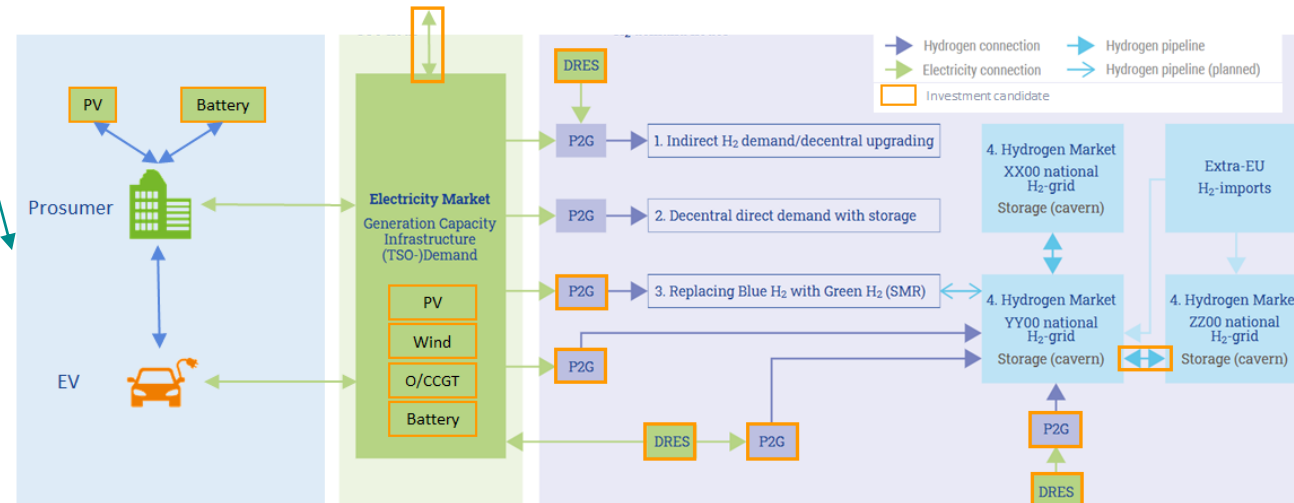 DRES
Hydrogen connection
Hydrogen pipeline
Electricity connection
Hydrogen pipeline (planned)
Investment candidate
PV
Battery
P2G
1. Indirect H₂ demand/decentral upgrading
4. Hydrogen Market
XX00 national
H₂-grid
Storage (cavern)
Extra-EU
H₂-imports
Prosumer
Electricity Market
Generation Capacity
Infrastructure
(TSO-)Demand
P2G
2. Decentral direct demand with storage
PV
Wind
O/CCGT
Battery
P2G
3. Replacing Blue H₂ with Green H₂ (SMR)
4. Hydrogen Market
YY00 national
H₂-grid
Storage (cavern)
4. Hydrogen Marke
ZZ00 national
H₂-grid
Storage (cavern)
P2G
EV
DRES
P2G
P2G
DRES